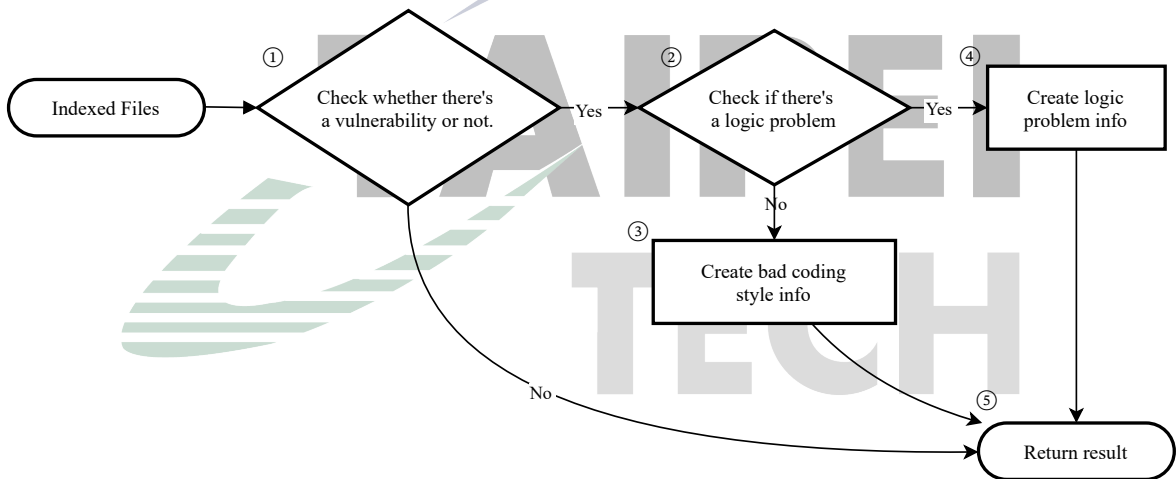 ①
②
④
Indexed Files
Check whether there's
a vulnerability or not.
Yes
Check if there's
a logic problem
Yes
Create logic
problem info
No
③
Create bad coding
style info
No
⑤
Return result
TAIPEI
TECH